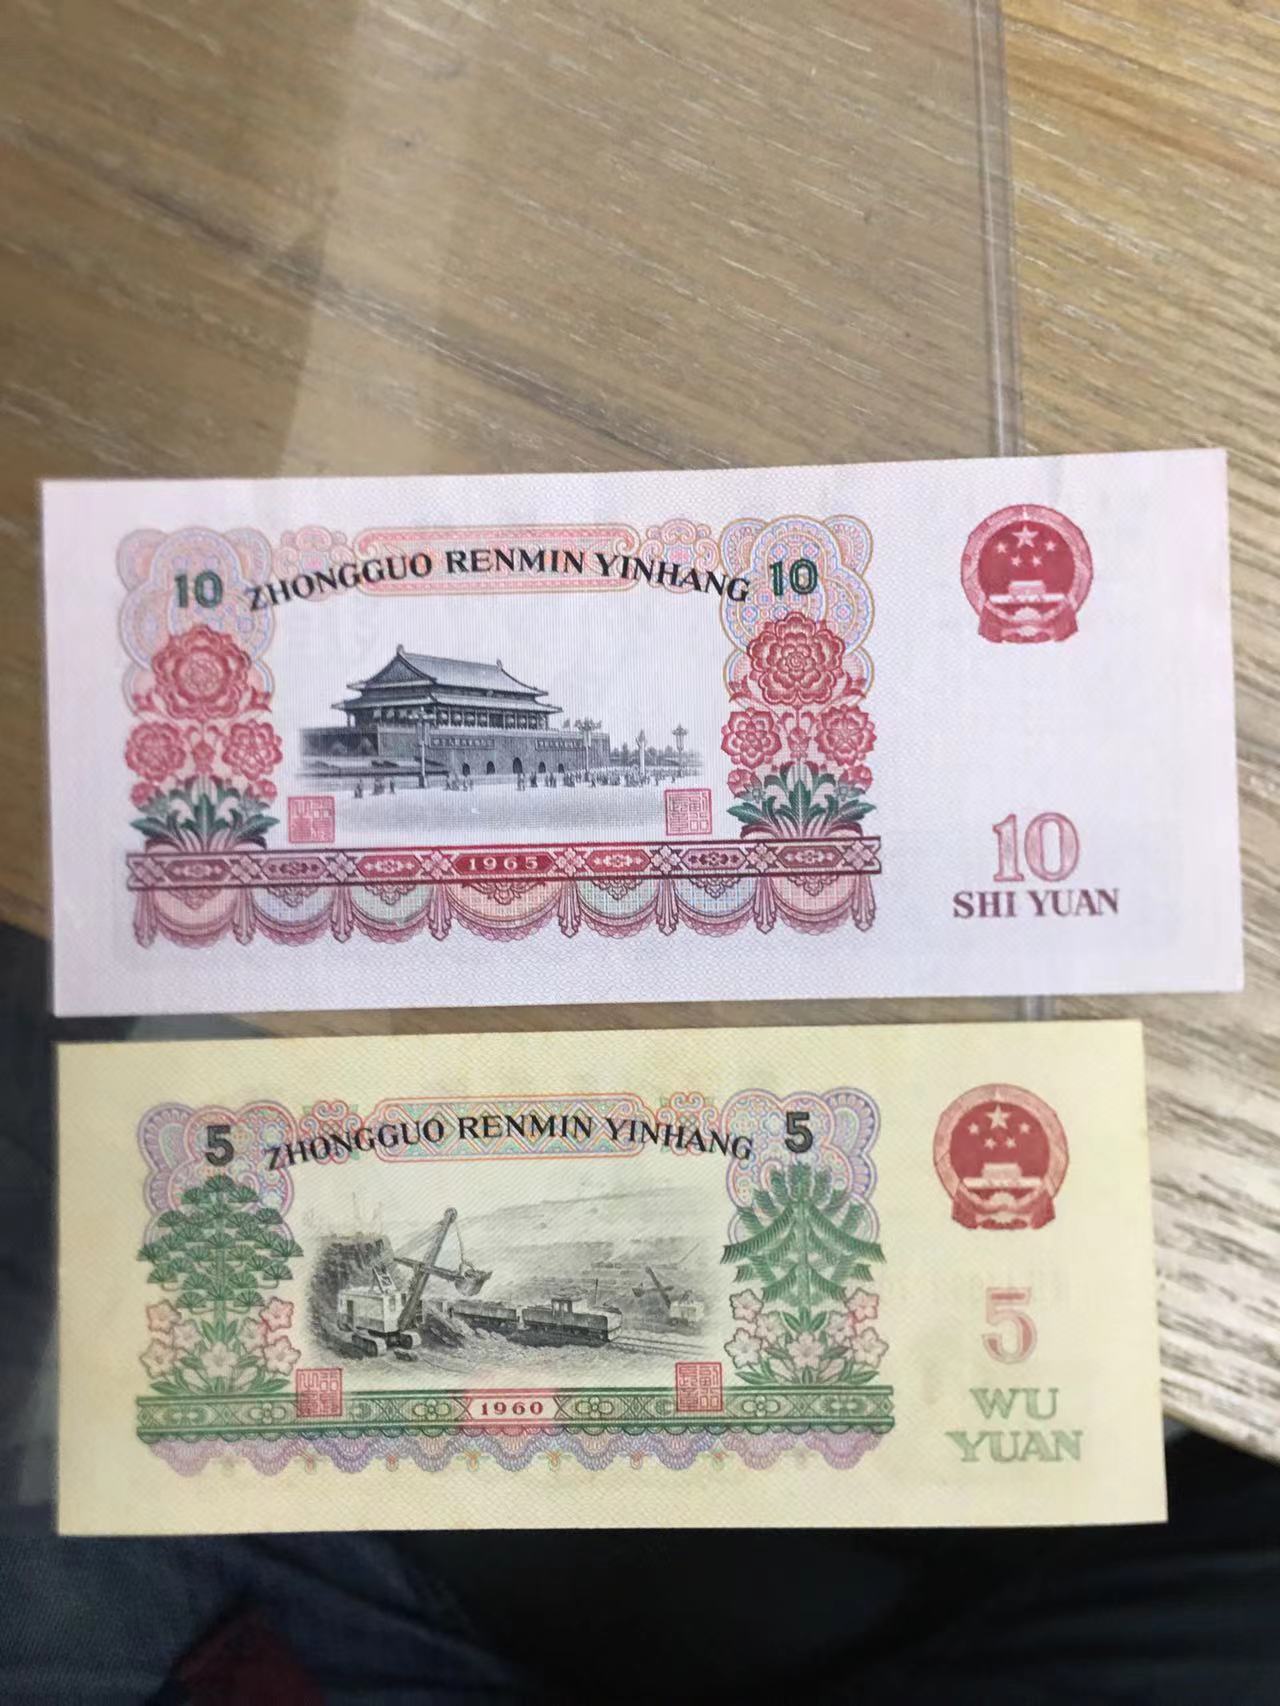 10 ZHONGGUO RENMIN YINHANG 10
1965
10
SHI YUAN
5 ZHONGGUO RENMIN YINHANG 5
1960
5
WU
YUAN